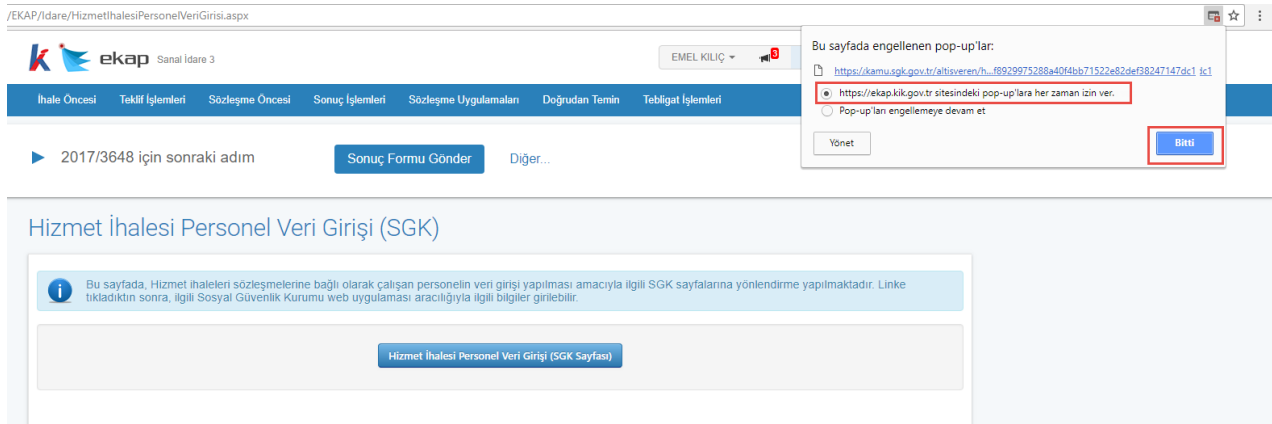 /EKAP/Idare/HizmetIhalesiPersonelVeriGirisi.aspx
ekap Sanal İdare 3
EMEL KILIÇ
3
İhale Öncesi Teklif İşlemleri Sözleşme Öncesi Sonuç İşlemleri Sözleşme Uygulamaları Doğrudan Temin Tebligat İşlemleri
Bu sayfada engellenen pop-up'lar:
https://kamu.sgk.gov.tr/altisveren/h...f8929975288a40f4bb71522e82def38247147dc1
https://ekap.kik.gov.tr sitesindeki pop-up'lara her zaman izin ver.
Pop-up'ları engellemeye devam et
Yönet Bitti
2017/3648 için sonraki adım Sonuç Formu Gönder Diğer...
Hizmet İhalesi Personel Veri Girişi (SGK)
Bu sayfada, Hizmet ihaleleri sözleşmelerine bağlı olarak çalışan personelin veri girişi yapılması amacıyla ilgili SGK sayfalarına yönlendirme yapılmaktadır. Linke
tıkladıktın sonra, ilgili Sosyal Güvenlik Kurumu web uygulaması aracılığıyla ilgili bilgiler girilebilir.
Hizmet İhalesi Personel Veri Girişi (SGK Sayfası)